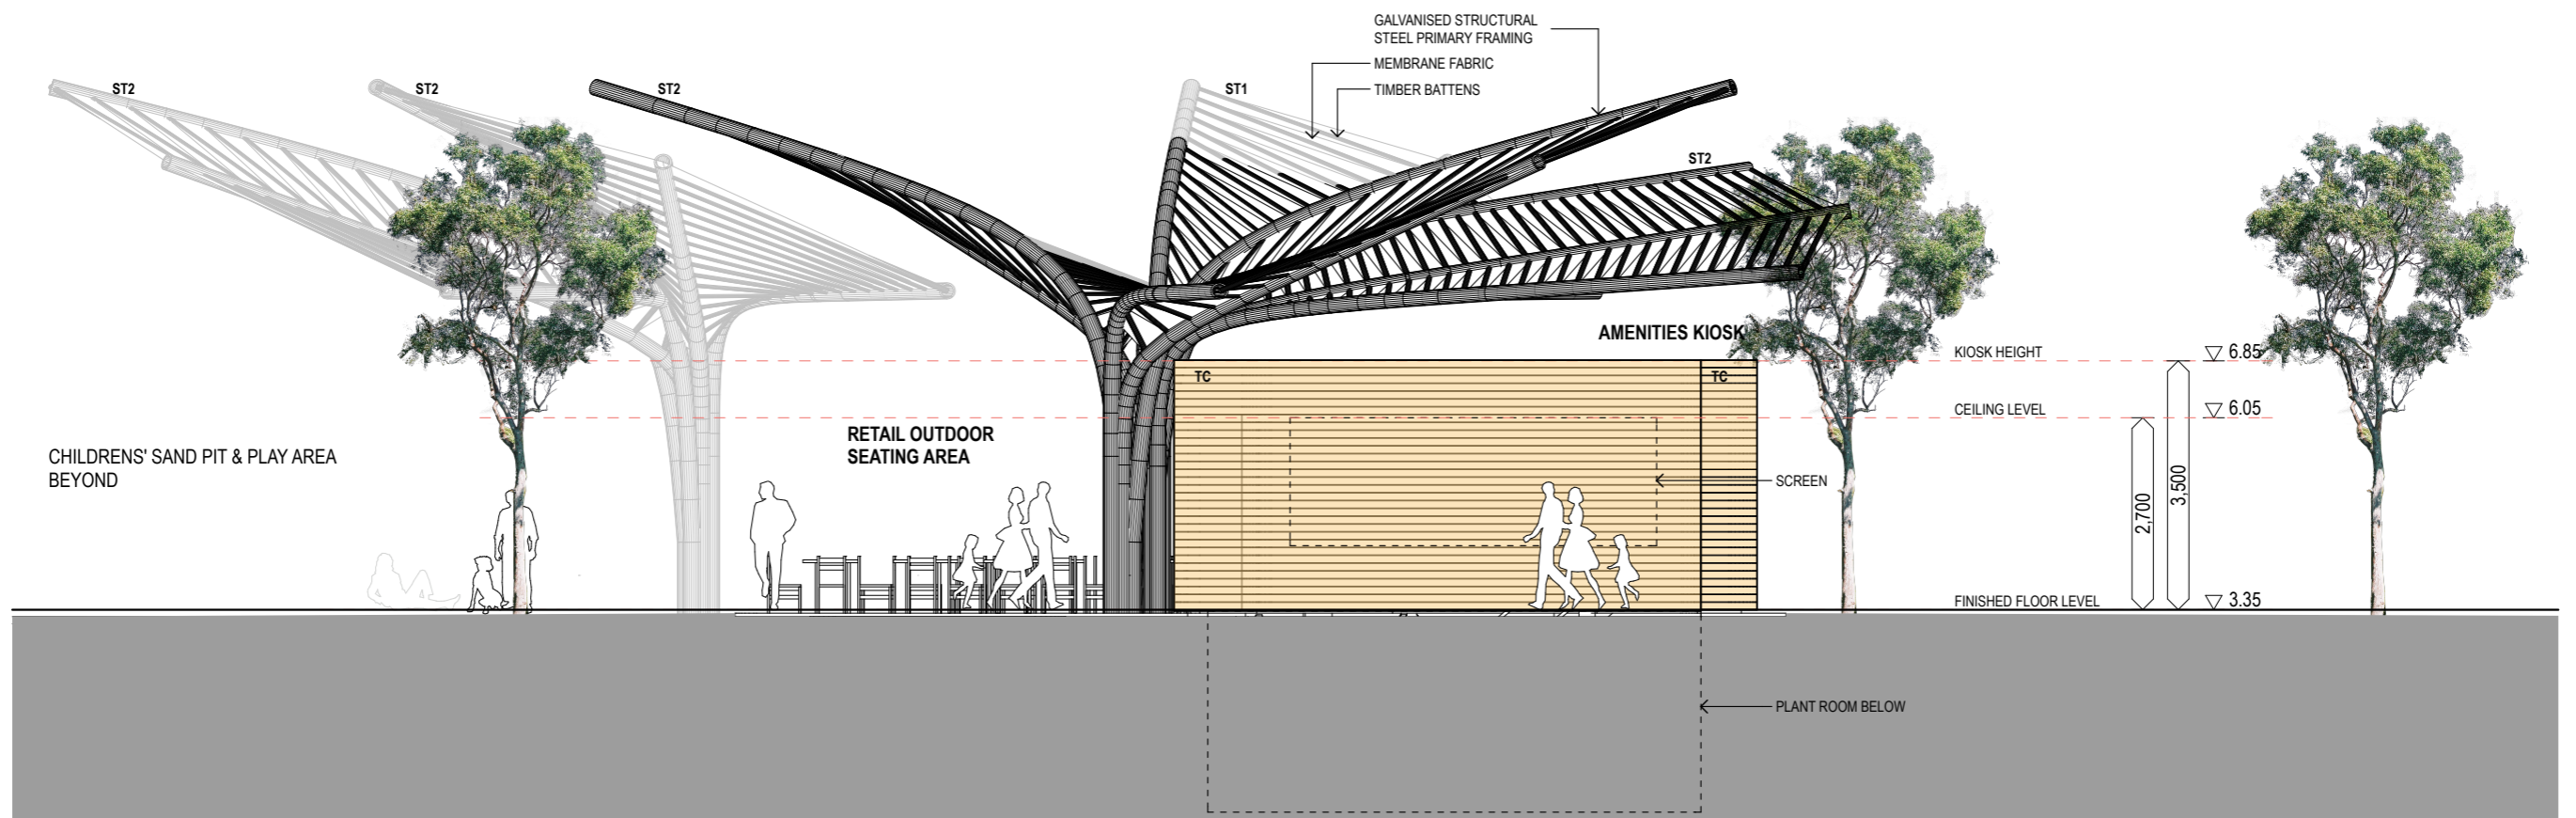 GALVANISED STRUCTURAL
STEEL PRIMARY FRAMING
MEMBRANE FABRIC
TIMBER BATTENS
ST2
ST2
ST2
ST1
ST2
AMENITIES KIOSK
KIOSK HEIGHT
6.85
TC
TC
CEILING LEVEL
6.05
RETAIL OUTDOOR
SEATING AREA
CHILDRENS' SAND PIT & PLAY AREA
BEYOND
SCREEN
2,700
3,500
FINISHED FLOOR LEVEL
3.35
PLANT ROOM BELOW